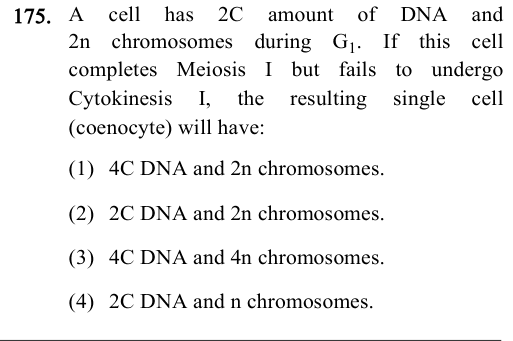 175. A cell has 2C amount of DNA and
2n chromosomes during G₁. If this cell
completes Meiosis I but fails to undergo
Cytokinesis I, the resulting single cell
(coenocyte) will have:
(1) 4C DNA and 2n chromosomes.
(2) 2C DNA and 2n chromosomes.
(3) 4C DNA and 4n chromosomes.
(4) 2C DNA and n chromosomes.